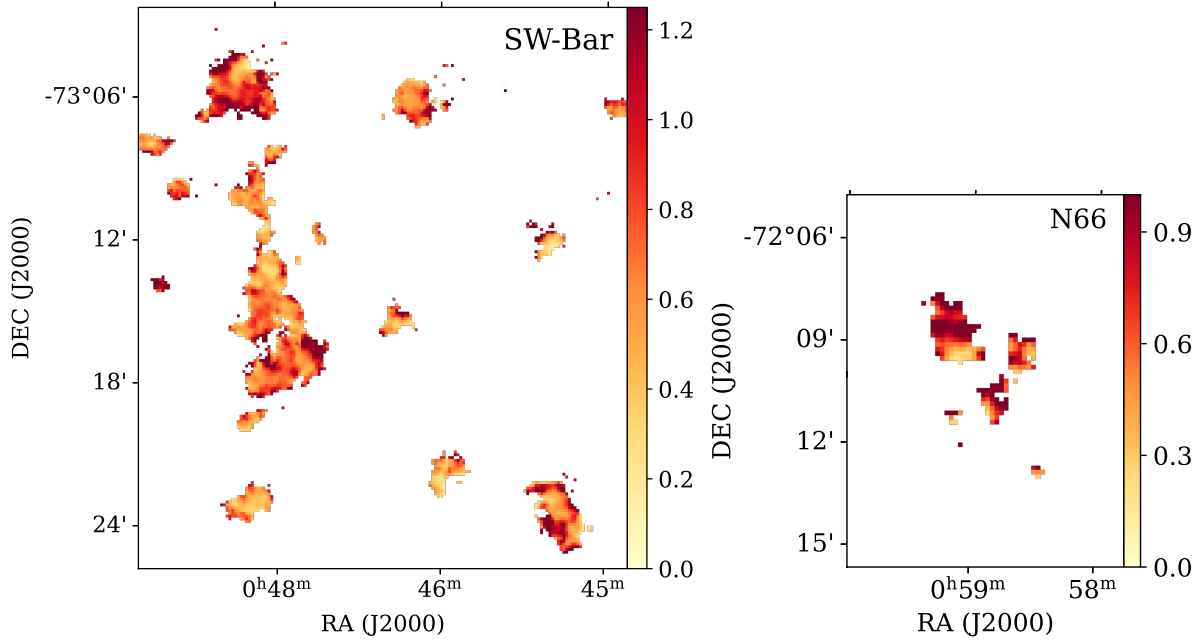 SW-Bar
-73°06'
12'
18'
24'
DEC (J2000)
0ʰ48ᵐ
46ᵐ
45ᵐ
RA (J2000)
1.2
1.0
0.8
0.6
0.4
0.2
0.0
N66
-72°06'
09'
12'
15'
DEC (J2000)
0ʰ59ᵐ
58ᵐ
RA (J2000)
0.9
0.6
0.3
0.0